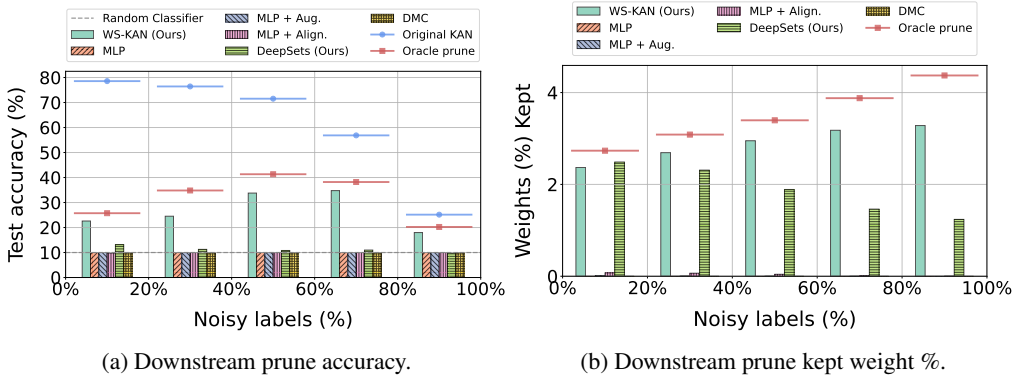 Random Classifier
WS-KAN (Ours)
MLP
MLP + Aug.
MLP + Align.
DeepSets (Ours)
DMC
Original KAN
Oracle prune
Test accuracy (%)
80
70
60
50
40
30
20
10
0
0% 20% 40% 60% 80% 100%
Noisy labels (%)
(a) Downstream prune accuracy.
WS-KAN (Ours)
MLP
MLP + Aug.
MLP + Align.
DeepSets (Ours)
DMC
Oracle prune
Weights (%) Kept
4
2
0
0% 20% 40% 60% 80% 100%
Noisy labels (%)
(b) Downstream prune kept weight %.